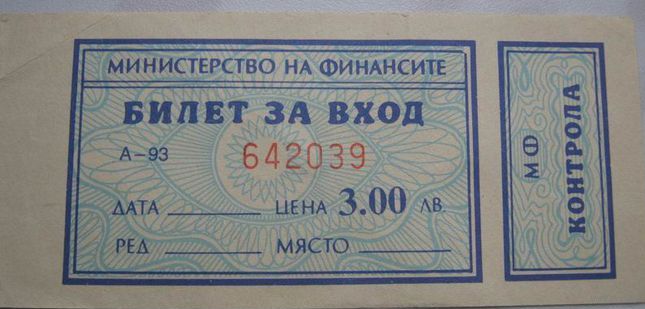 МИНИСТЕРСТВО НА ФИНАНСИТЕ
БИЛЕТ ЗА ВХОД
А-93 642039
ДАТА ЦЕНА 3.00 ЛВ.
РЕД МЯСТО
МФ
КОНТРОЛА